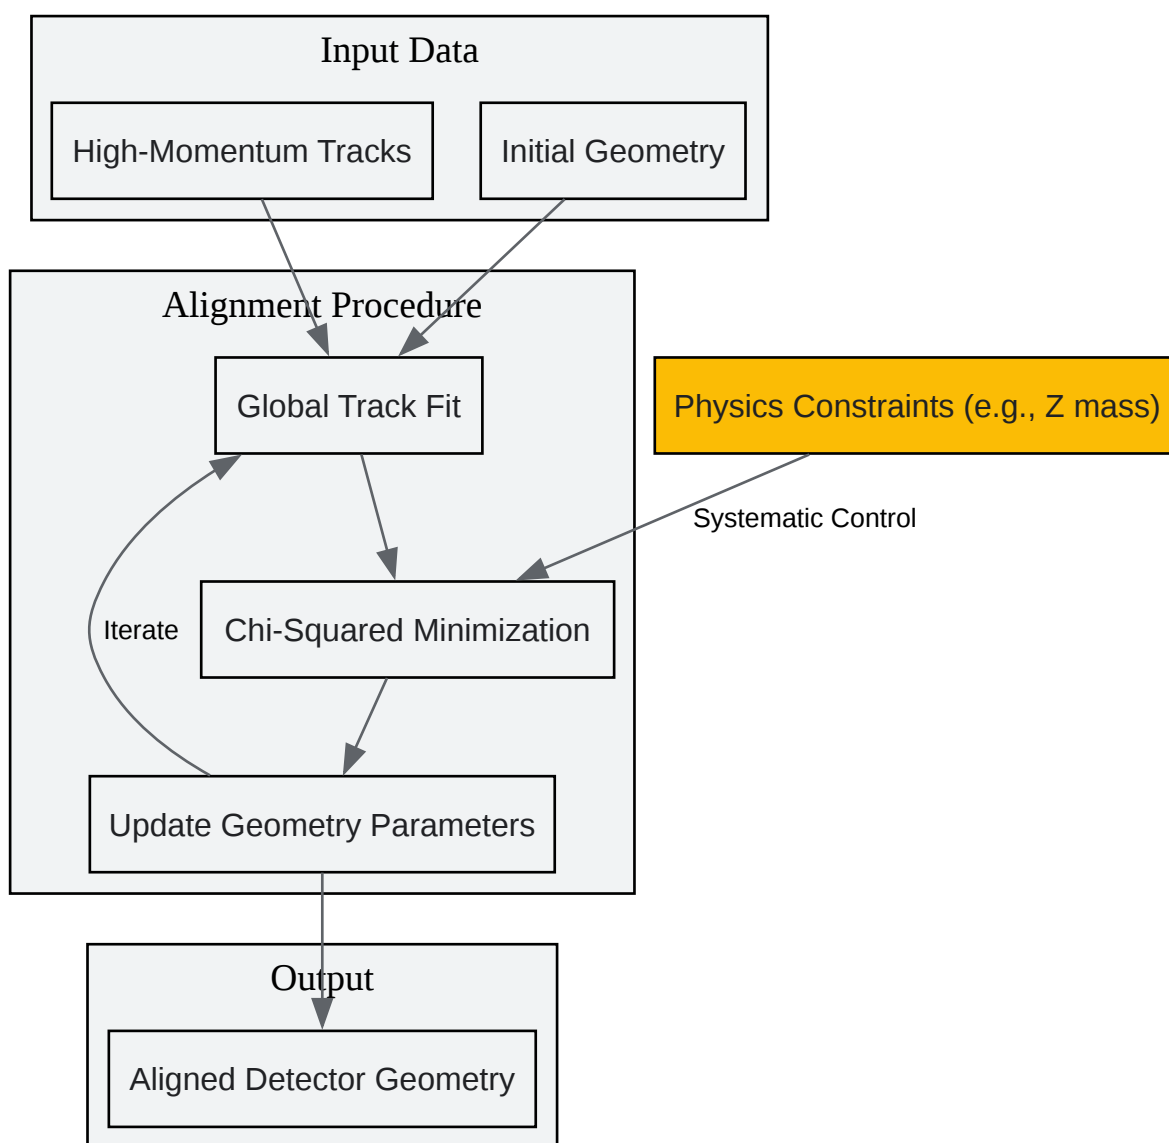 Input Data
High-Momentum Tracks
Initial Geometry
Alignment Procedure
Global Track Fit
Physics Constraints (e.g., Z mass)
Systematic Control
Iterate
Chi-Squared Minimization
Update Geometry Parameters
Output
Aligned Detector Geometry